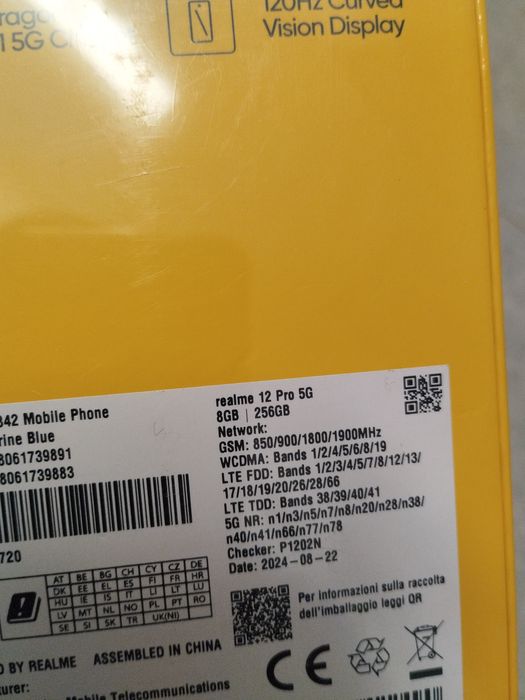 120Hz Curved
1 5G
Vision Display
342 Mobile Phone
rine Blue
8061739891
8061739883
720
realme 12 Pro 5G
8GB | 256GB
Network:
GSM: 850/900/1800/1900MHz
WCDMA: Bands 1/2/4/5/6/8/19
LTE FDD: Bands 1/2/3/4/5/7/8/12/13/
17/18/19/20/26/28/66
LTE TDD: Bands 38/39/40/41
5G NR: n1/n3/n5/n7/n8/n20/n28/n38/
n40/n41/n66/n77/n78
Checker: P1202N
Date: 2024-08-22
AT BE BG CH CY CZ DE
DK EE EL ES FI FR HR
HU IE IS IT LI LT LU
LV MT NL NO PL PT RO
SE SI SK TR UK(NI)
Per informazioni sulla raccolta
dell'imballaggio leggi QR
D BY REALME ASSEMBLED IN CHINA
CE
urer:
Mobile Telecommunications